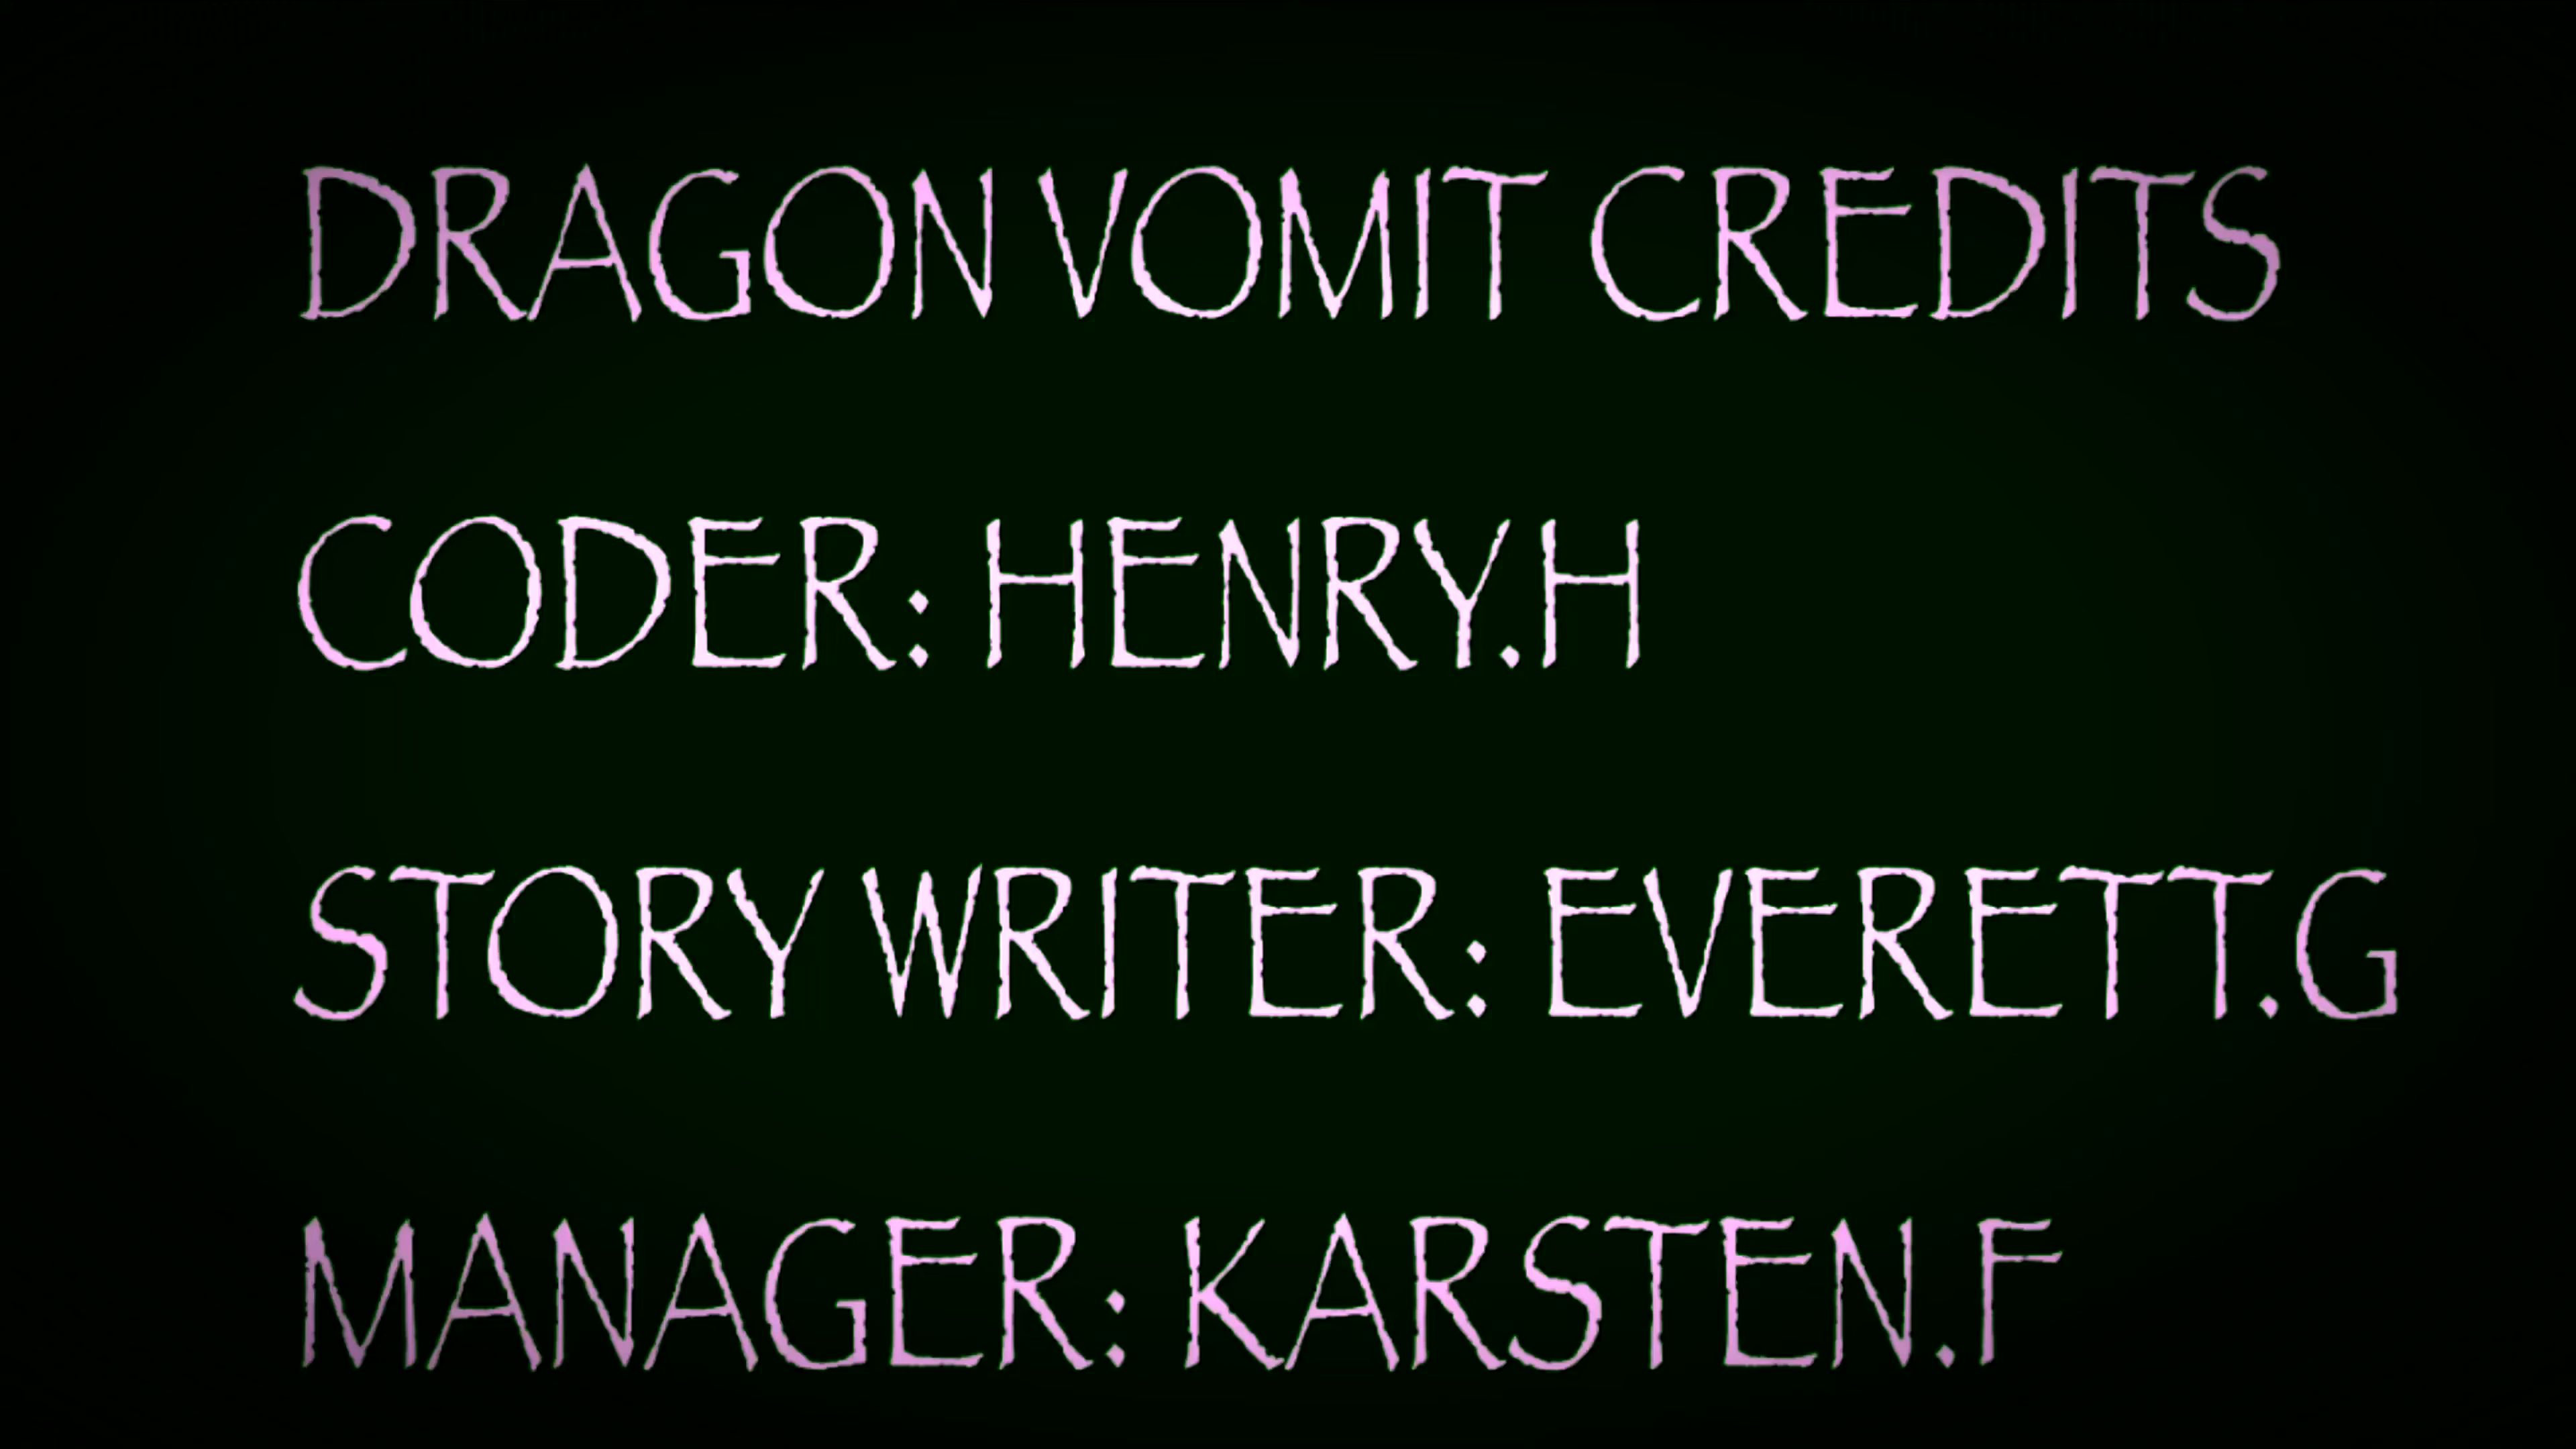 DRAGON VOMIT CREDITS
CODER: HENRY.H
STORY WRITER: EVERETT.G
MANAGER: KARSTEN.F